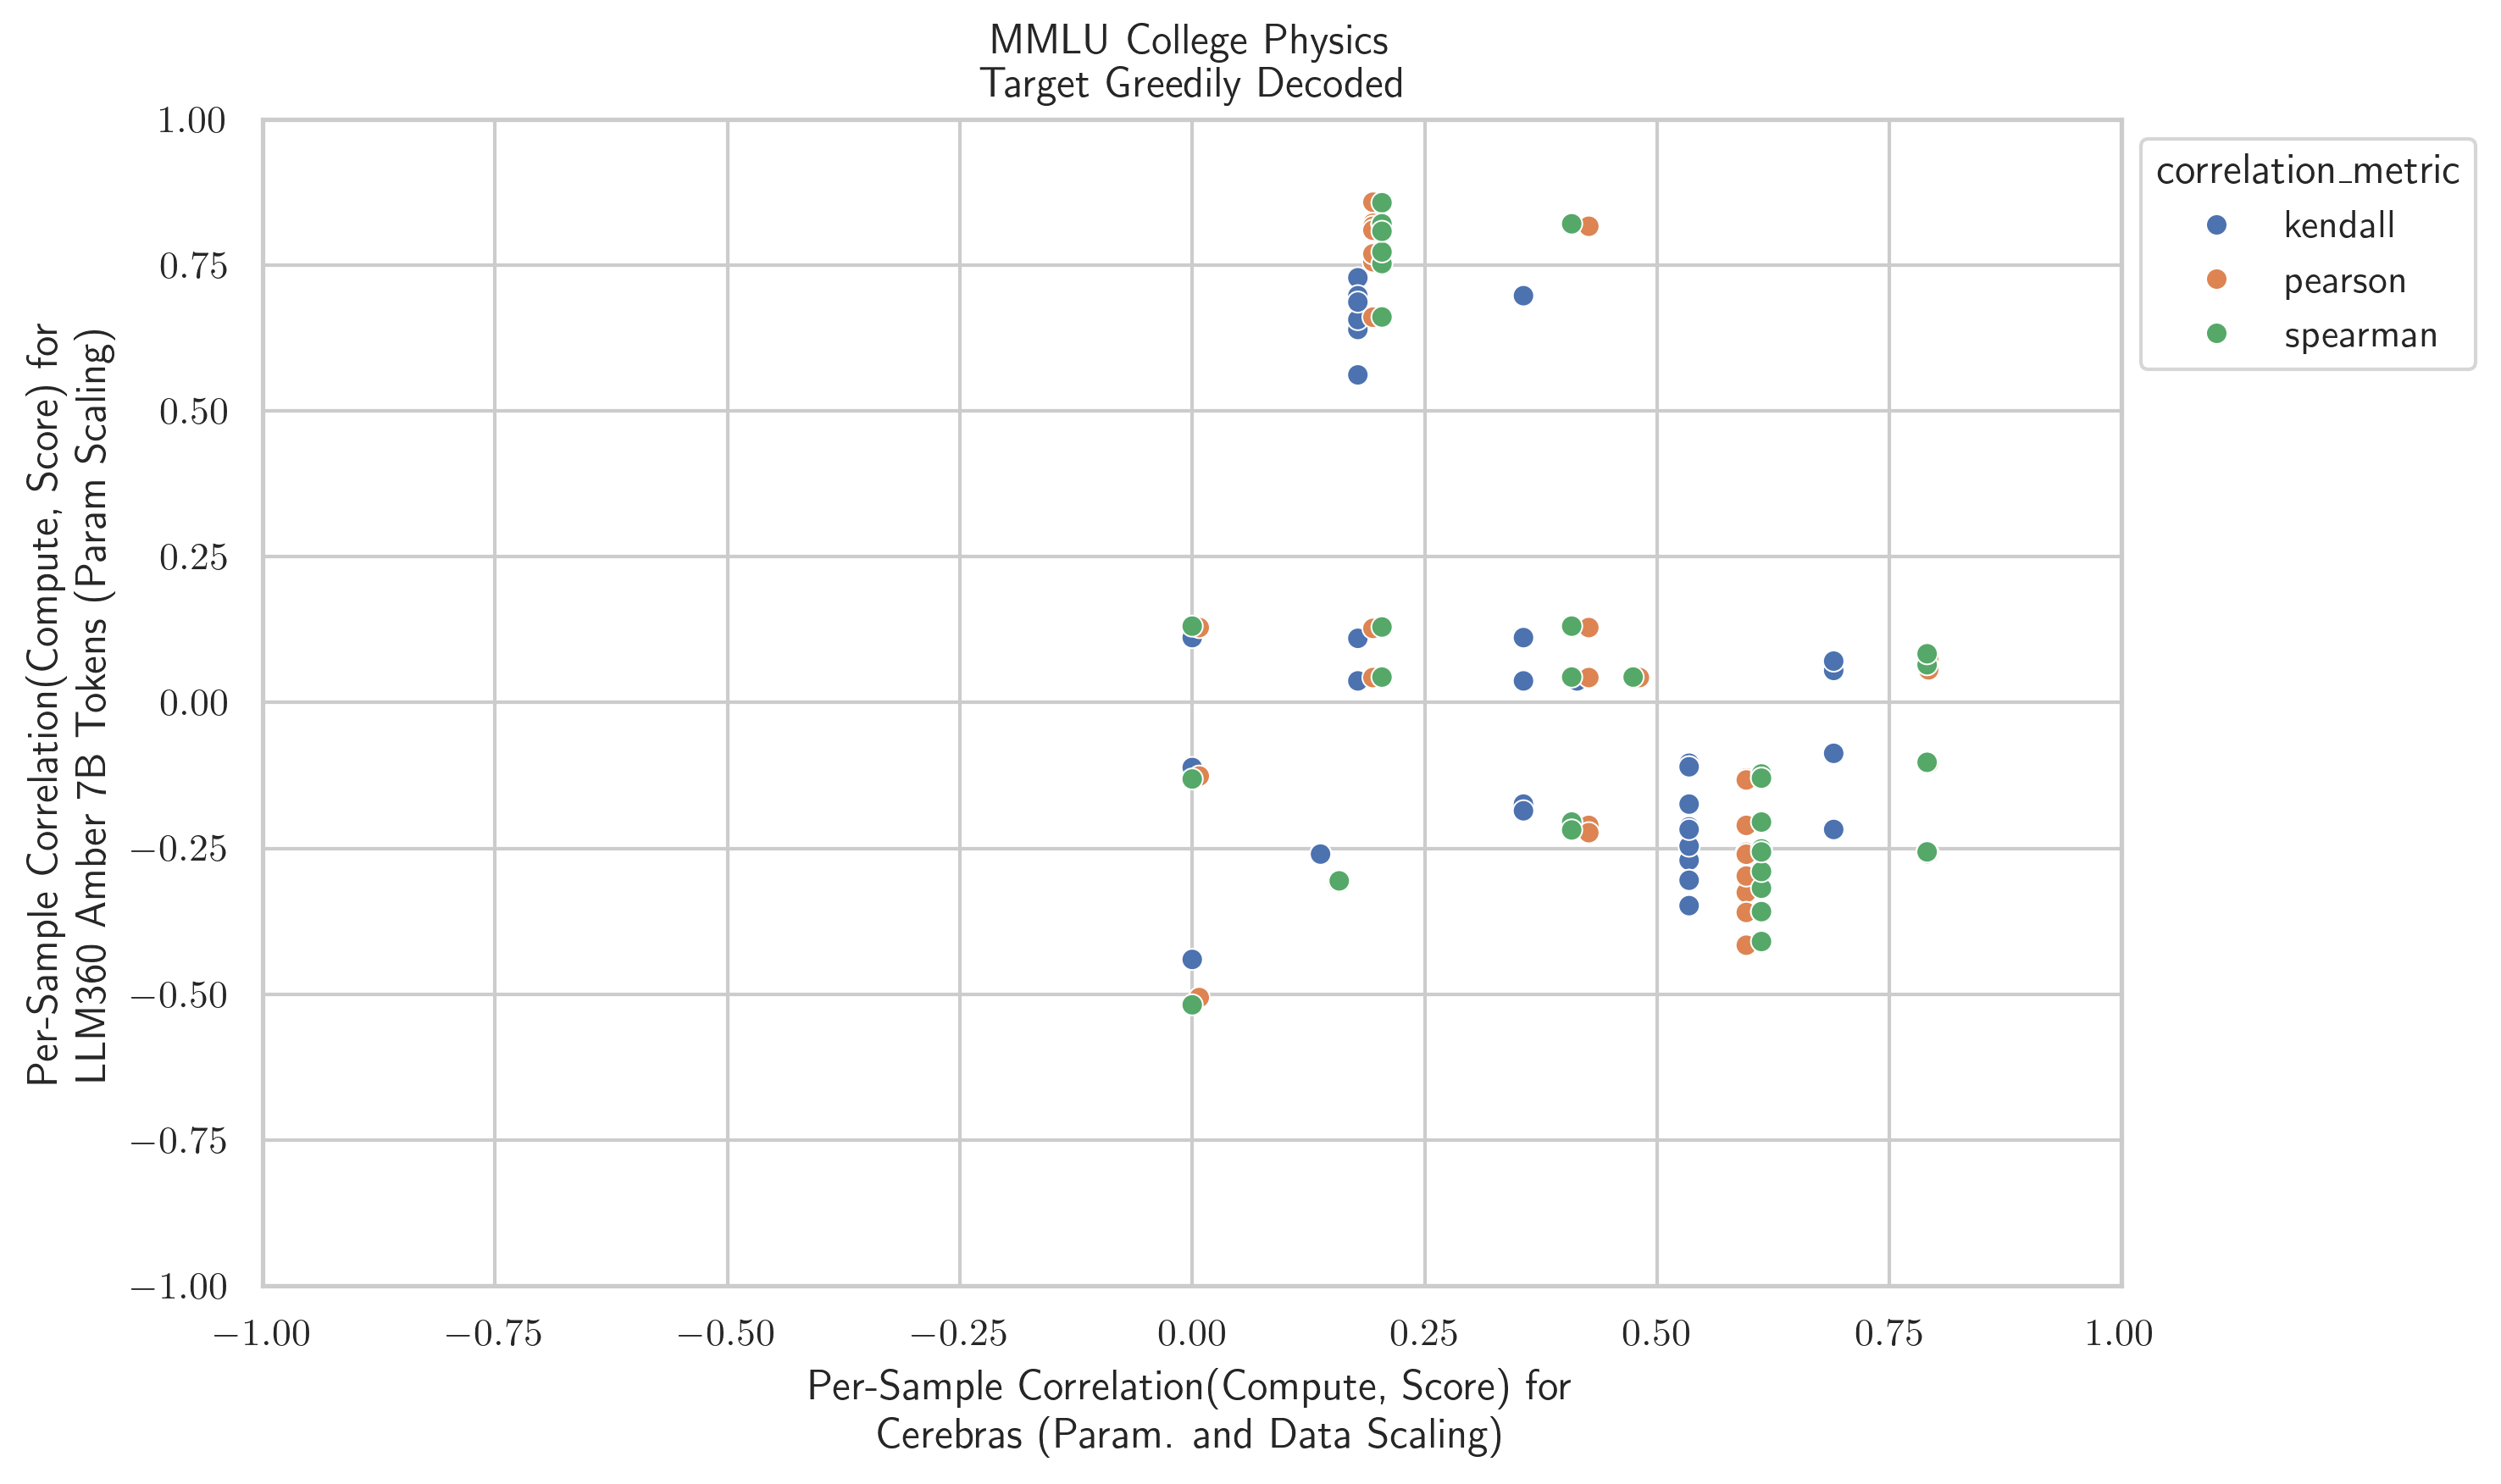 MMLU College Physics
Target Greedily Decoded
Per-Sample Correlation(Compute, Score) for
LLM360 Amber 7B Tokens (Param Scaling)
1.00
0.75
0.50
0.25
0.00
−0.25
−0.50
−0.75
−1.00
−1.00 −0.75 −0.50 −0.25 0.00 0.25 0.50 0.75 1.00
Per-Sample Correlation(Compute, Score) for
Cerebras (Param. and Data Scaling)
correlation_metric
kendall
pearson
spearman